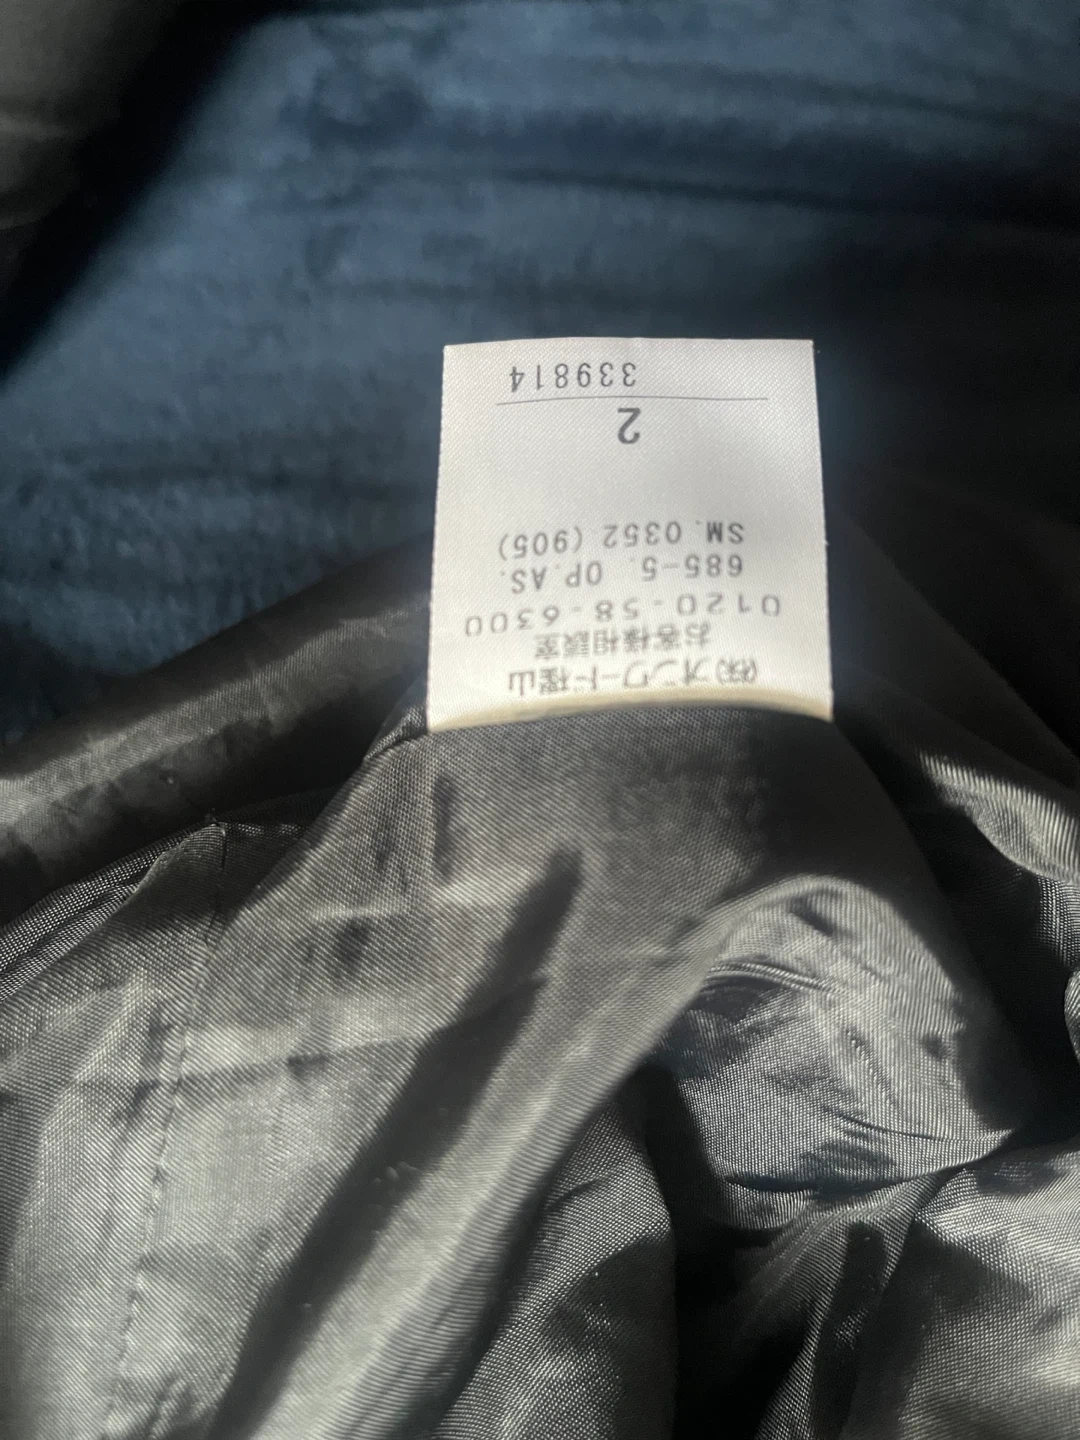 (株)オンワード樫山
お客様相談室
0120-58-6300
685-5. OP.AS.
SM.0352 (905)
2
339814